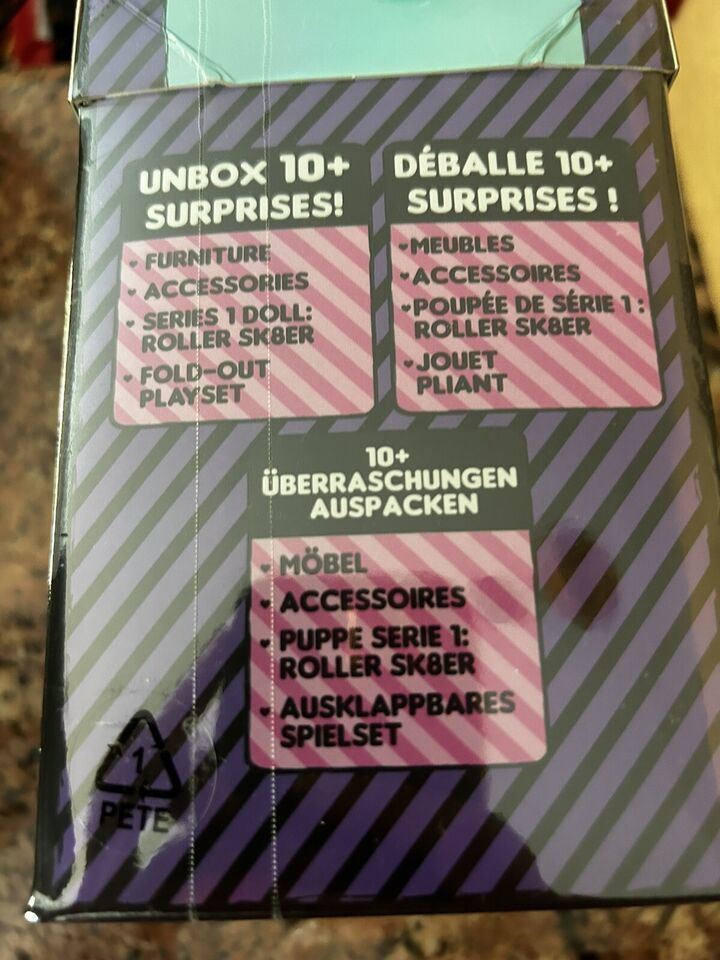 UNBOX 10+
SURPRISES!
♥ FURNITURE
♥ ACCESSORIES
♥ SERIES 1 DOLL:
ROLLER SK8ER
♥ FOLD-OUT
PLAYSET
DÉBALLE 10+
SURPRISES !
♥ MEUBLES
♥ ACCESSOIRES
♥ POUPÉE DE SÉRIE 1 :
ROLLER SK8ER
♥ JOUET
PLIANT
10+
ÜBERRASCHUNGEN
AUSPACKEN
♥ MÖBEL
♥ ACCESSOIRES
♥ PUPPE SERIE 1:
ROLLER SK8ER
♥ AUSKLAPPBARES
SPIELSET
1
PETE